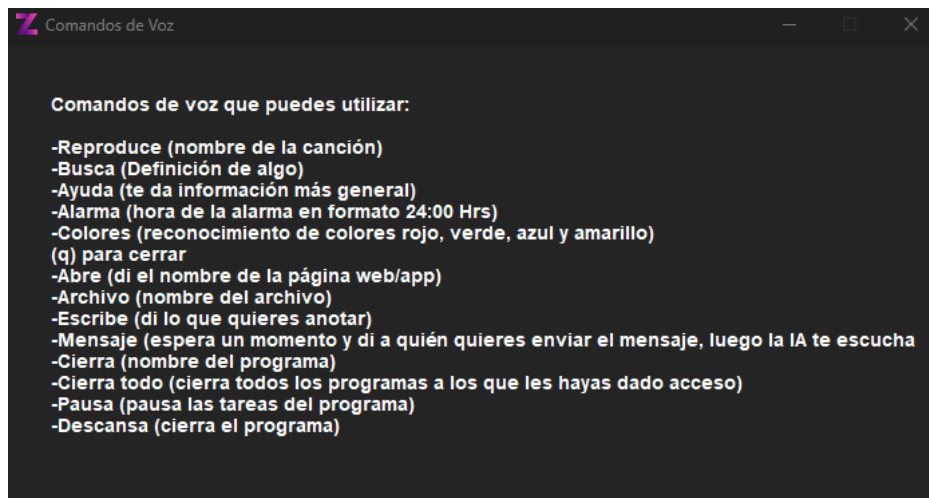 Comandos de Voz
Comandos de voz que puedes utilizar:
-Reproduce (nombre de la canción)
-Busca (Definición de algo)
-Ayuda (te da información más general)
-Alarma (hora de la alarma en formato 24:00 Hrs)
-Colores (reconocimiento de colores rojo, verde, azul y amarillo)
(q) para cerrar
-Abre (di el nombre de la página web/app)
-Archivo (nombre del archivo)
-Escribe (di lo que quieres anotar)
-Mensaje (espera un momento y di a quién quieres enviar el mensaje, luego la IA te escucha
-Cierra (nombre del programa)
-Cierra todo (cierra todos los programas a los que les hayas dado acceso)
-Pausa (pausa las tareas del programa)
-Descansa (cierra el programa)